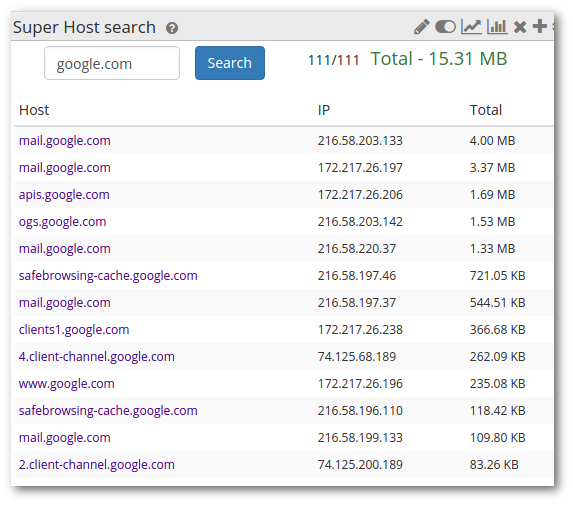 Super Host search
google.com Search 111/111 Total - 15.31 MB
Host IP Total
mail.google.com 216.58.203.133 4.00 MB
mail.google.com 172.217.26.197 3.37 MB
apis.google.com 172.217.26.206 1.69 MB
ogs.google.com 216.58.203.142 1.53 MB
mail.google.com 216.58.220.37 1.33 MB
safebrowsing-cache.google.com 216.58.197.46 721.05 KB
mail.google.com 216.58.197.37 544.51 KB
clients1.google.com 172.217.26.238 366.68 KB
4.client-channel.google.com 74.125.68.189 262.09 KB
www.google.com 172.217.26.196 235.08 KB
safebrowsing-cache.google.com 216.58.196.110 118.42 KB
mail.google.com 216.58.199.133 109.80 KB
2.client-channel.google.com 74.125.200.189 83.26 KB